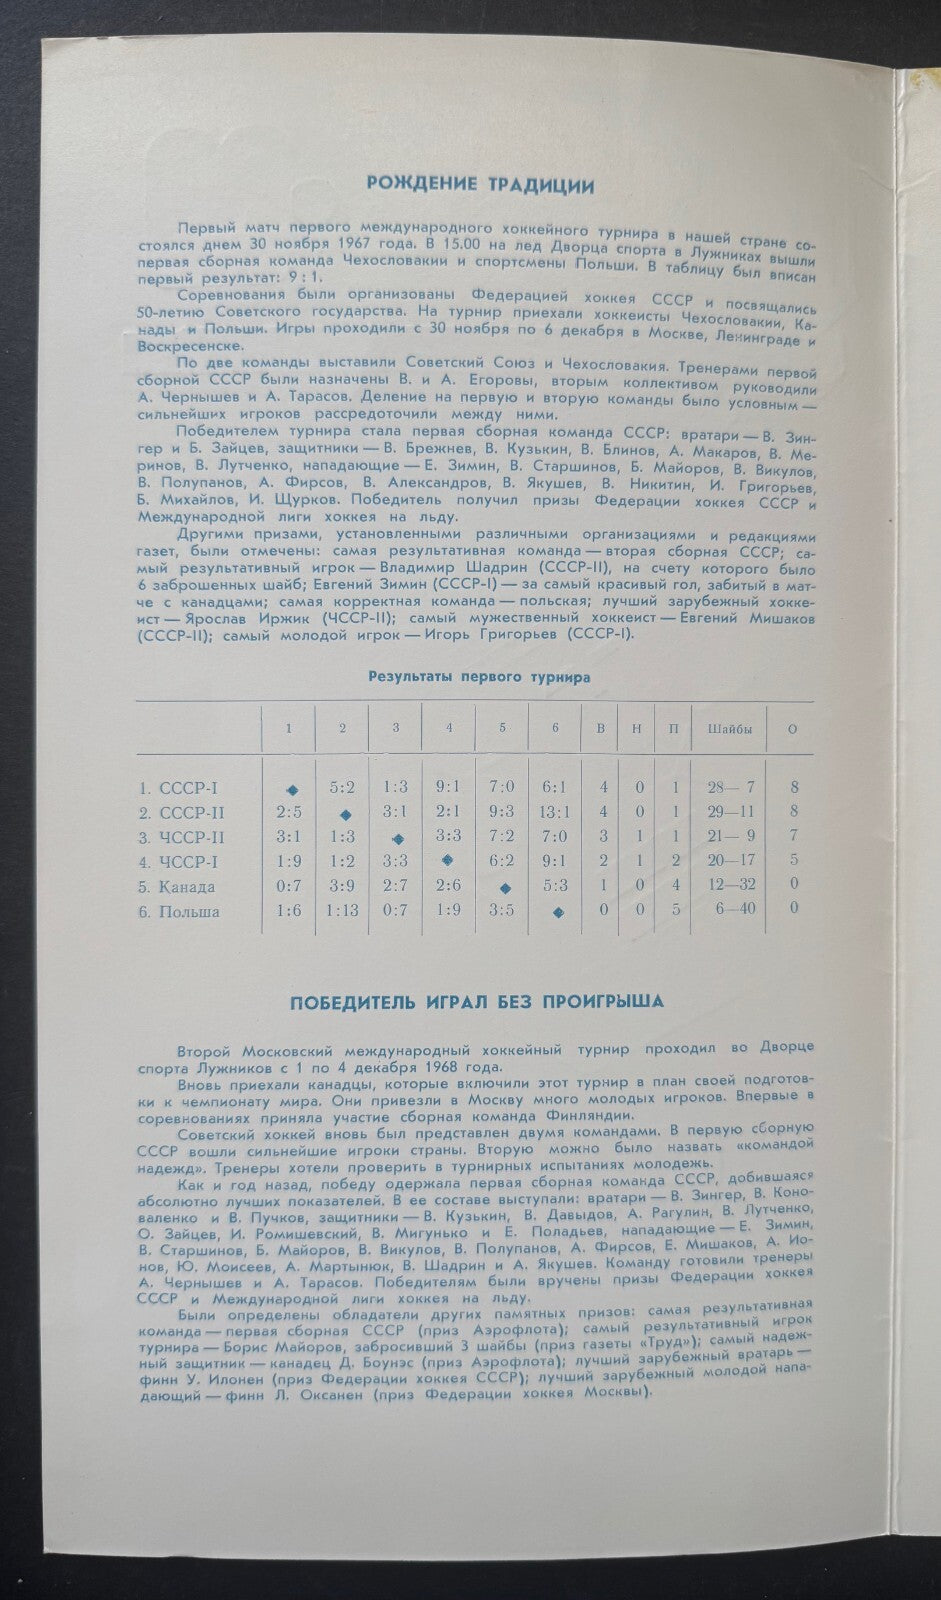 РОЖДЕНИЕ ТРАДИЦИИ
Первый матч первого международного хоккейного турнира в нашей стране со-
стоялся днем 30 ноября 1967 года. В 15.00 на лед Дворца спорта в Лужниках вышли
первая сборная команда Чехословакии и спортсмены Польши. В таблицу был вписан
первый результат: 9 : 1.
Соревнования были организованы Федерацией хоккея СССР и посвящались
50-летию Советского государства. На турнир приехали хоккеисты Чехословакии, Ка-
нады и Польши. Игры проходили с 30 ноября по 6 декабря в Москве, Ленинграде и
Воскресенске.
По две команды выставили Советский Союз и Чехословакия. Тренерами первой
сборной СССР были назначены В. и А. Егоровы, вторым коллективом руководили
А. Чернышев и А. Тарасов. Деление на первую и вторую команды было условным —
сильнейших игроков рассредоточили между ними.
Победителем турнира стала первая сборная команда СССР: вратари — В. Зин-
гер и Б. Зайцев, защитники — В. Брежнев, В. Кузькин, В. Блинов, А. Макаров, В. Ме-
ринов, В. Лутченко, нападающие — Е. Зимин, В. Старшинов, Б. Майоров, В. Викулов,
В. Полупанов, А. Фирсов, В. Александров, В. Якушев, В. Никитин, И. Григорьев,
Б. Михайлов, И. Щурков. Победитель получил призы Федерации хоккея СССР и
Международной лиги хоккея на льду.
Другими призами, установленными различными организациями и редакциями
газет, были отмечены: самая результативная команда — вторая сборная СССР; са-
мый результативный игрок — Владимир Шадрин (СССР-II), на счету которого было
6 заброшенных шайб; Евгений Зимин (СССР-I) — за самый красивый гол, забитый в мат-
че с канадцами; самая корректная команда — польская; лучший зарубежный хокке-
ист — Ярослав Иржик (ЧССР-II); самый мужественный хоккеист — Евгений Мишаков
(СССР-II); самый молодой игрок — Игорь Григорьев (СССР-I).
Результаты первого турнира
1 2 3 4 5 6 В Н П Шайбы О
1. СССР-I ◆ 5:2 1:3 9:1 7:0 6:1 4 0 1 28— 7 8
2. СССР-II 2:5 ◆ 3:1 2:1 9:3 13:1 4 0 1 29—11 8
3. ЧССР-II 3:1 1:3 ◆ 3:3 7:2 7:0 3 1 1 21— 9 7
4. ЧССР-I 1:9 1:2 3:3 ◆ 6:2 9:1 2 1 2 20—17 5
5. Канада 0:7 3:9 2:7 2:6 ◆ 5:3 1 0 4 12—32 0
6. Польша 1:6 1:13 0:7 1:9 3:5 ◆ 0 0 5 6—40 0
ПОБЕДИТЕЛЬ ИГРАЛ БЕЗ ПРОИГРЫША
Второй Московский международный хоккейный турнир проходил во Дворце
спорта Лужников с 1 по 4 декабря 1968 года.
Вновь приехали канадцы, которые включили этот турнир в план своей подготов-
ки к чемпионату мира. Они привезли в Москву много молодых игроков. Впервые в
соревнованиях приняла участие сборная команда Финляндии.
Советский хоккей вновь был представлен двумя командами. В первую сборную
СССР вошли сильнейшие игроки страны. Вторую можно было назвать «командой
надежд». Тренеры хотели проверить в турнирных испытаниях молодежь.
Как и год назад, победу одержала первая сборная команда СССР, добившаяся
абсолютно лучших показателей. В ее составе выступали: вратари — В. Зингер, В. Коно-
валенко и В. Пучков, защитники — В. Кузькин, В. Давыдов, А. Рагулин, В. Лутченко,
О. Зайцев, И. Ромишевский, В. Мигунько и Е. Поладьев, нападающие — Е. Зимин,
В. Старшинов, Б. Майоров, В. Викулов, В. Полупанов, А. Фирсов, Е. Мишаков, А. Ио-
нов, Ю. Моисеев, А. Мартынюк, В. Шадрин и А. Якушев. Команду готовили тренеры
А. Чернышев и А. Тарасов. Победителям были вручены призы Федерации хоккея
СССР и Международной лиги хоккея на льду.
Были определены обладатели других памятных призов: самая результативная
команда — первая сборная СССР (приз Аэрофлота); самый результативный игрок
турнира — Борис Майоров, забросивший 3 шайбы (приз газеты «Труд»); самый надеж-
ный защитник — канадец Д. Боунэс (приз Аэрофлота); лучший зарубежный вратарь —
финн У. Илонен (приз Федерации хоккея СССР); лучший зарубежный молодой напа-
дающий — финн Л. Оксанен (приз Федерации хоккея Москвы).